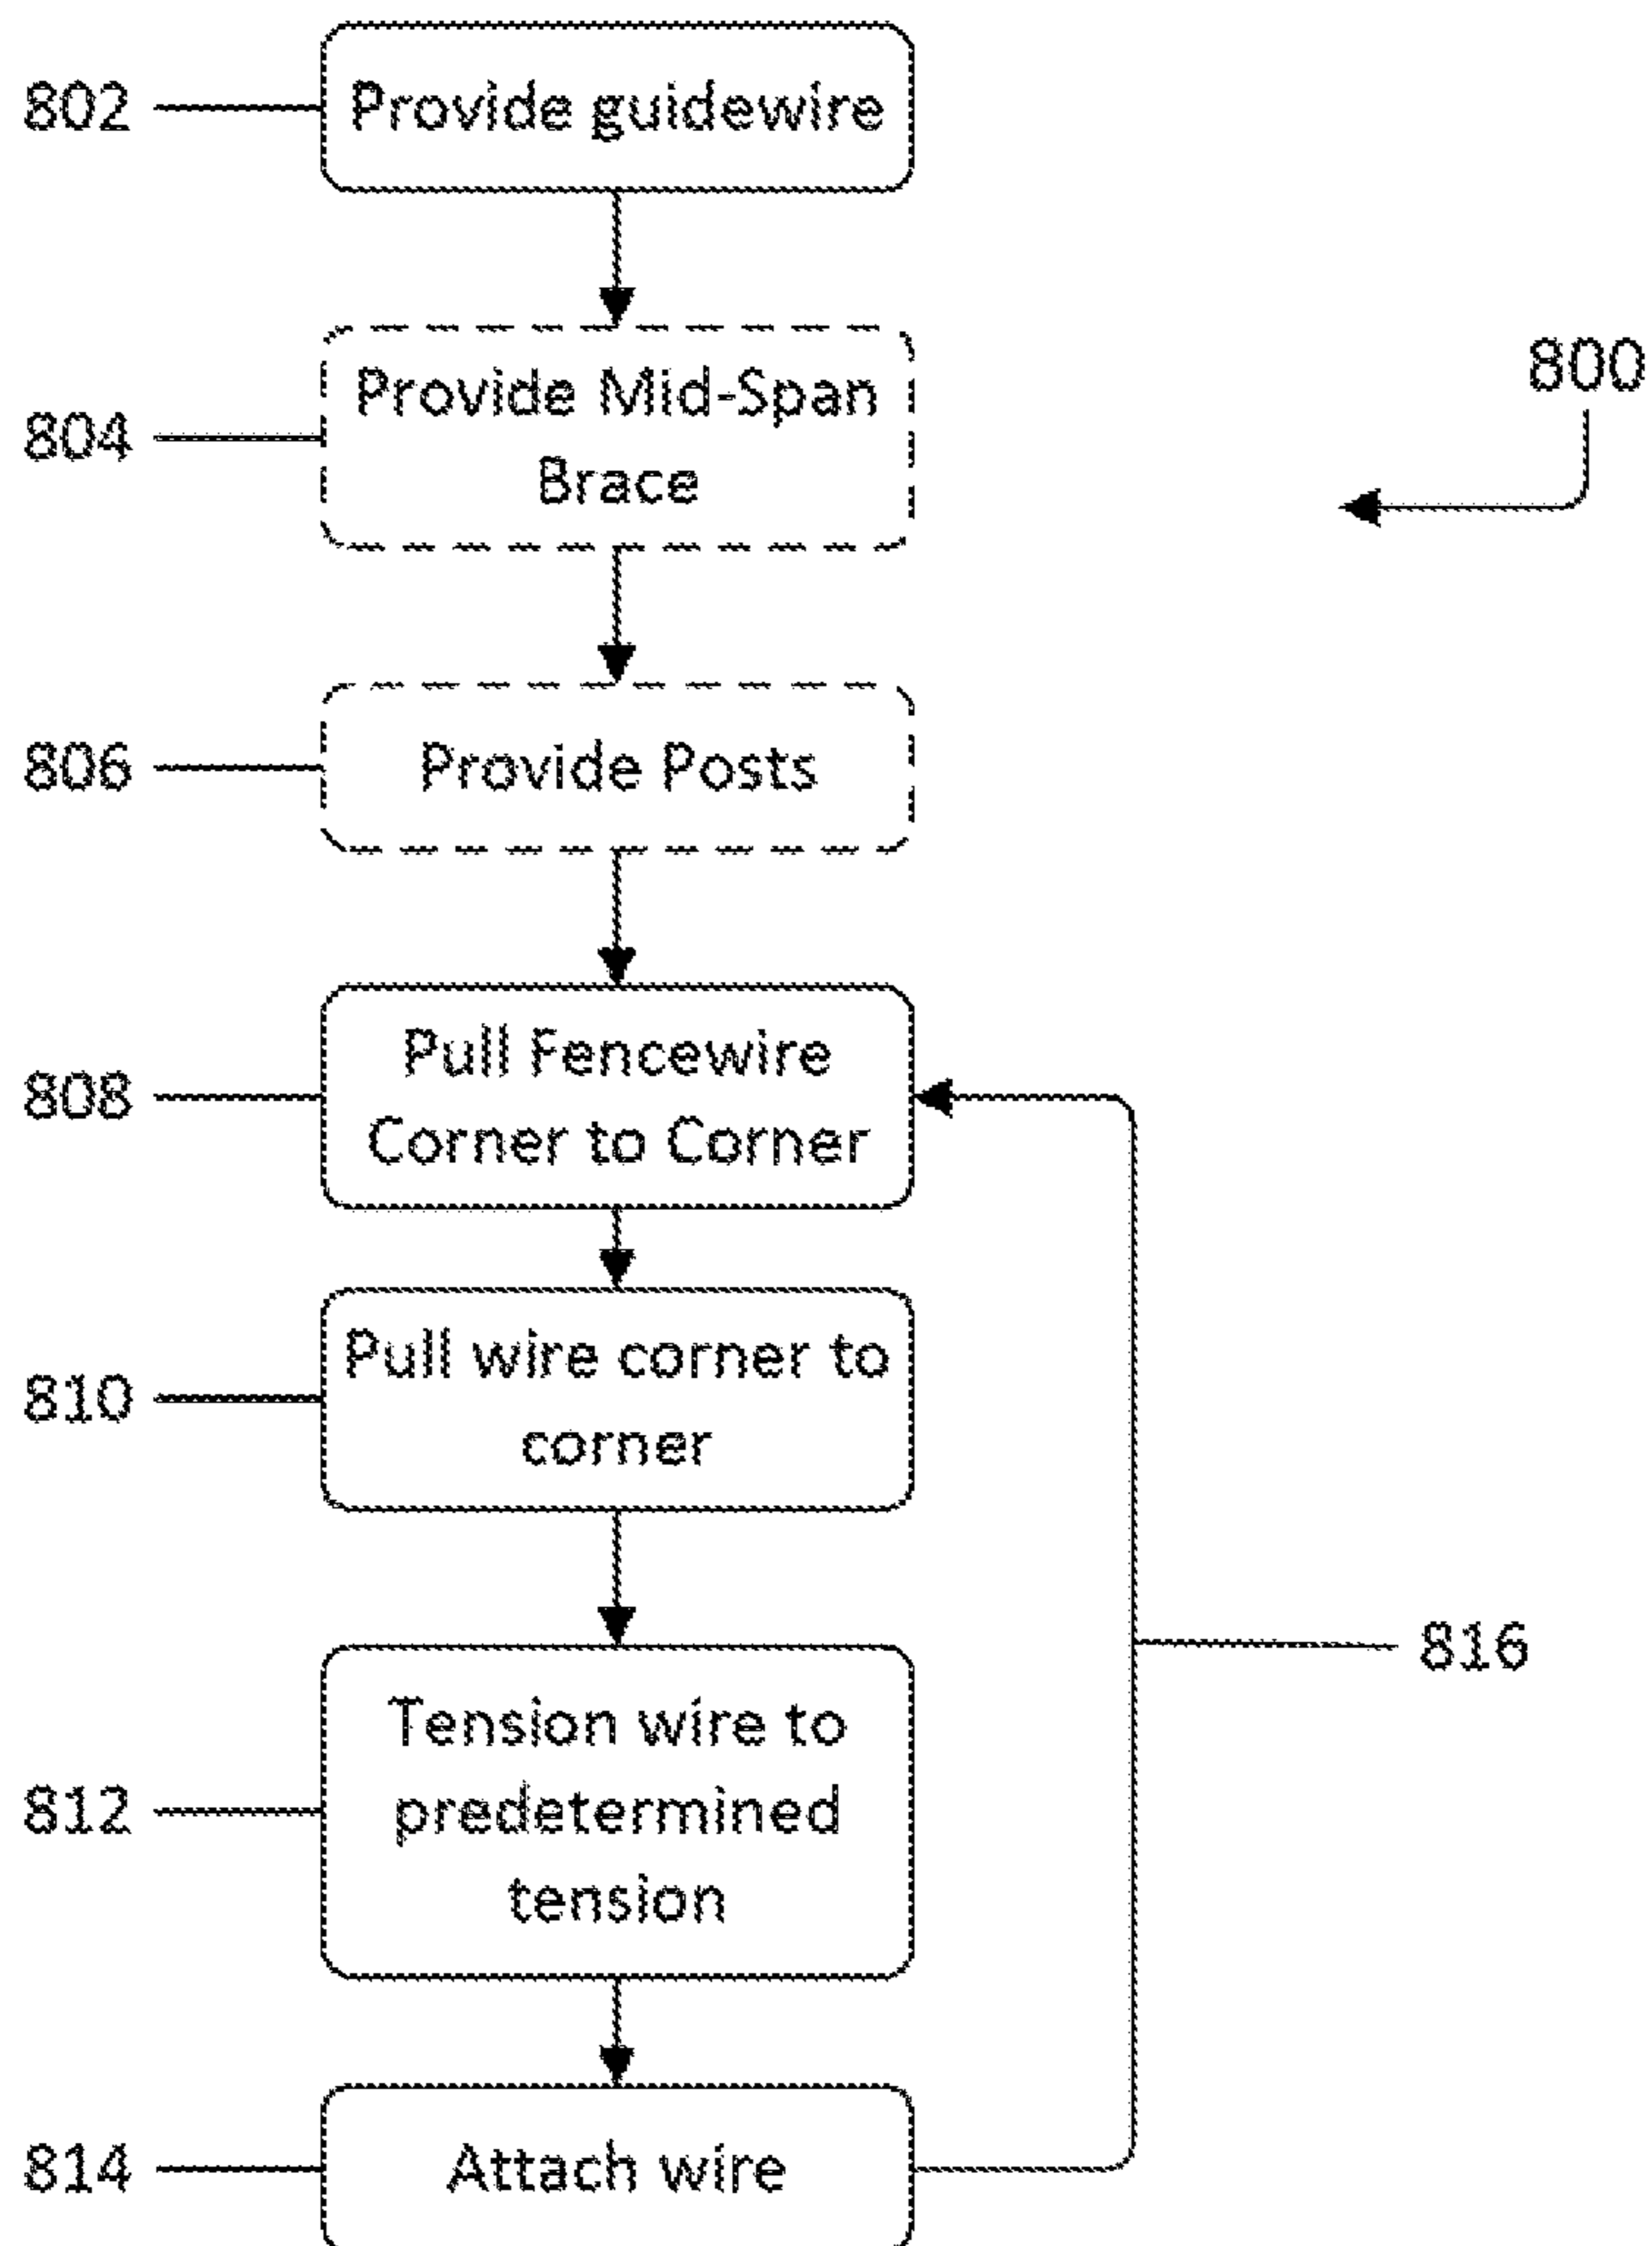 802
Provide guidewire
804
Provide Mid-Span
Brace
800
806
Provide Posts
808
Pull Fencewire
Corner to Corner
810
Pull wire corner to
corner
816
812
Tension wire to
predetermined
tension
814
Attach wire